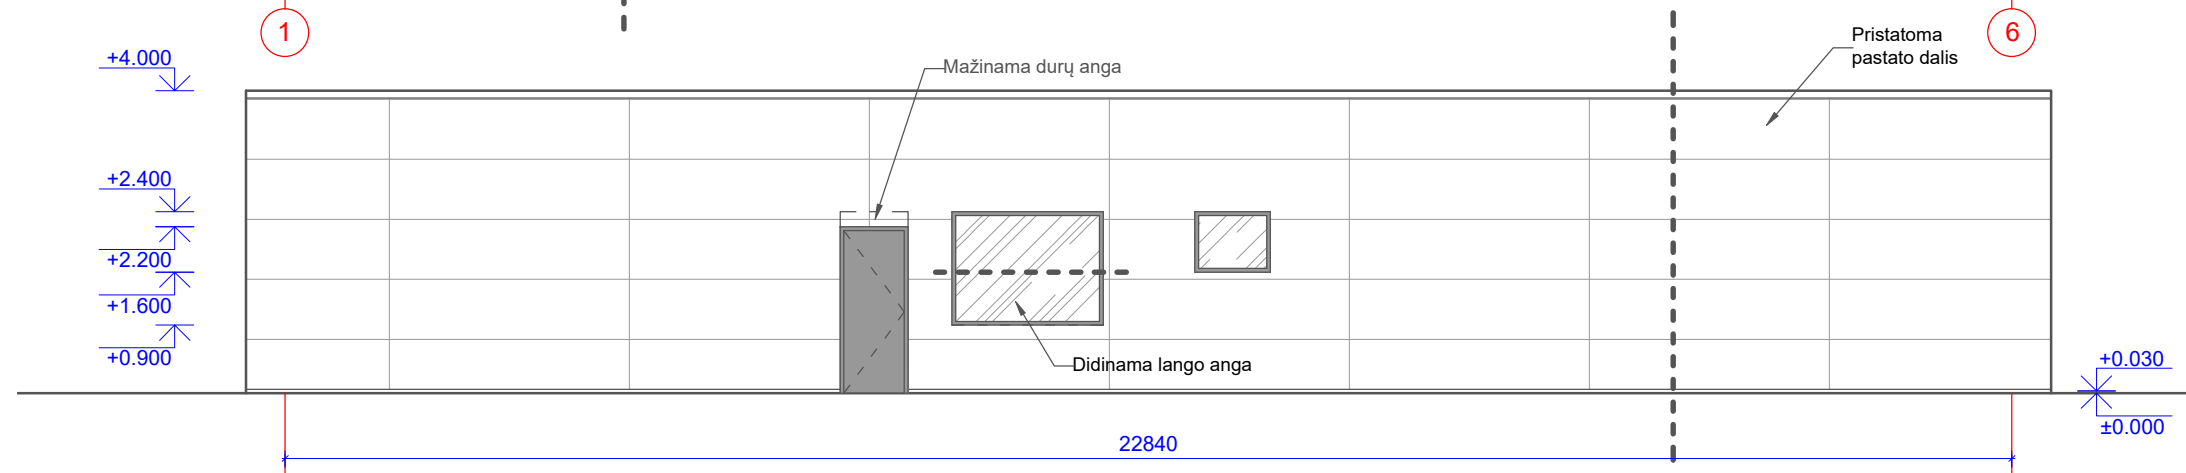 1
6
Pristatoma
pastato dalis
+4.000
Mažinama durų anga
+2.400
+2.200
+1.600
+0.900
Didinama lango anga
+0.030
±0.000
22840